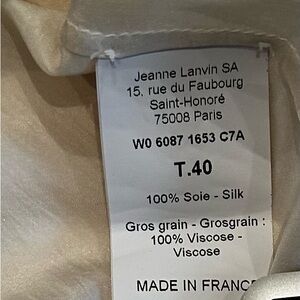 Jeanne Lanvin SA
15, rue du Faubourg
Saint-Honoré
75008 Paris
W0 6087 1653 C7A
T.40
100% Soie - Silk
Gros grain - Grosgrain :
100% Viscose -
Viscose
MADE IN FRANCE